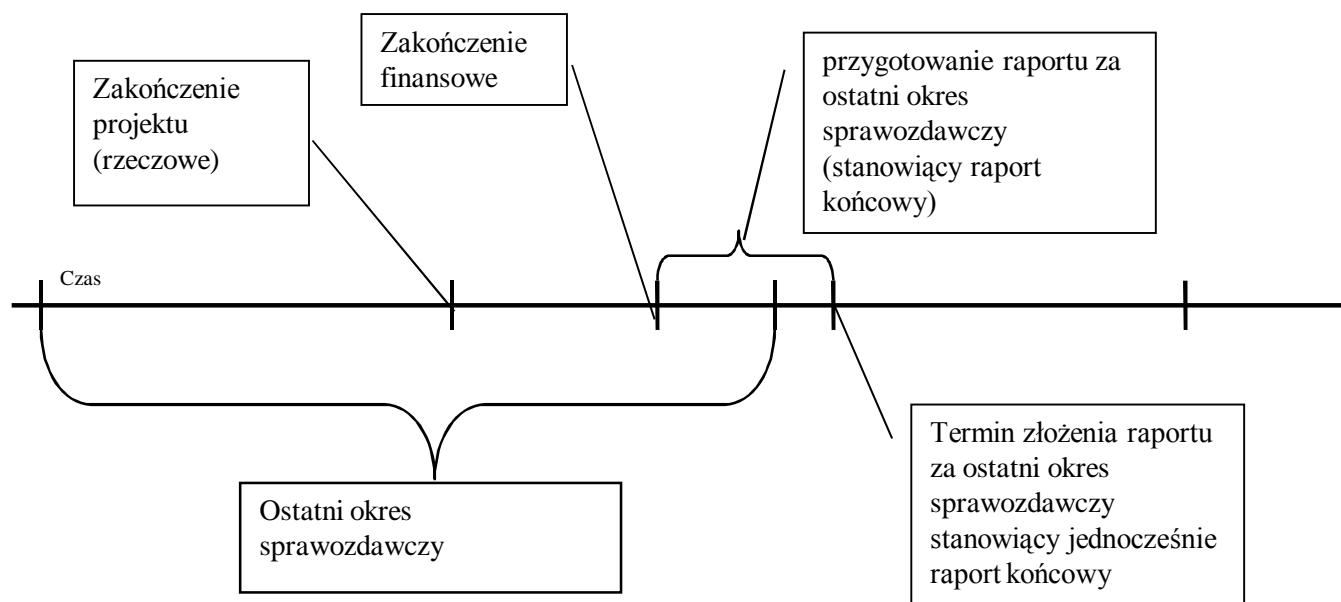 Zakończenie
projektu
(rzeczowe)
Zakończenie
finansowe
przygotowanie raportu za
ostatni okres
sprawozdawczy
(stanowiący raport
końcowy)
Czas
Ostatni okres
sprawozdawczy
Termin złożenia raportu
za ostatni okres
sprawozdawczy
stanowiący jednocześnie
raport końcowy